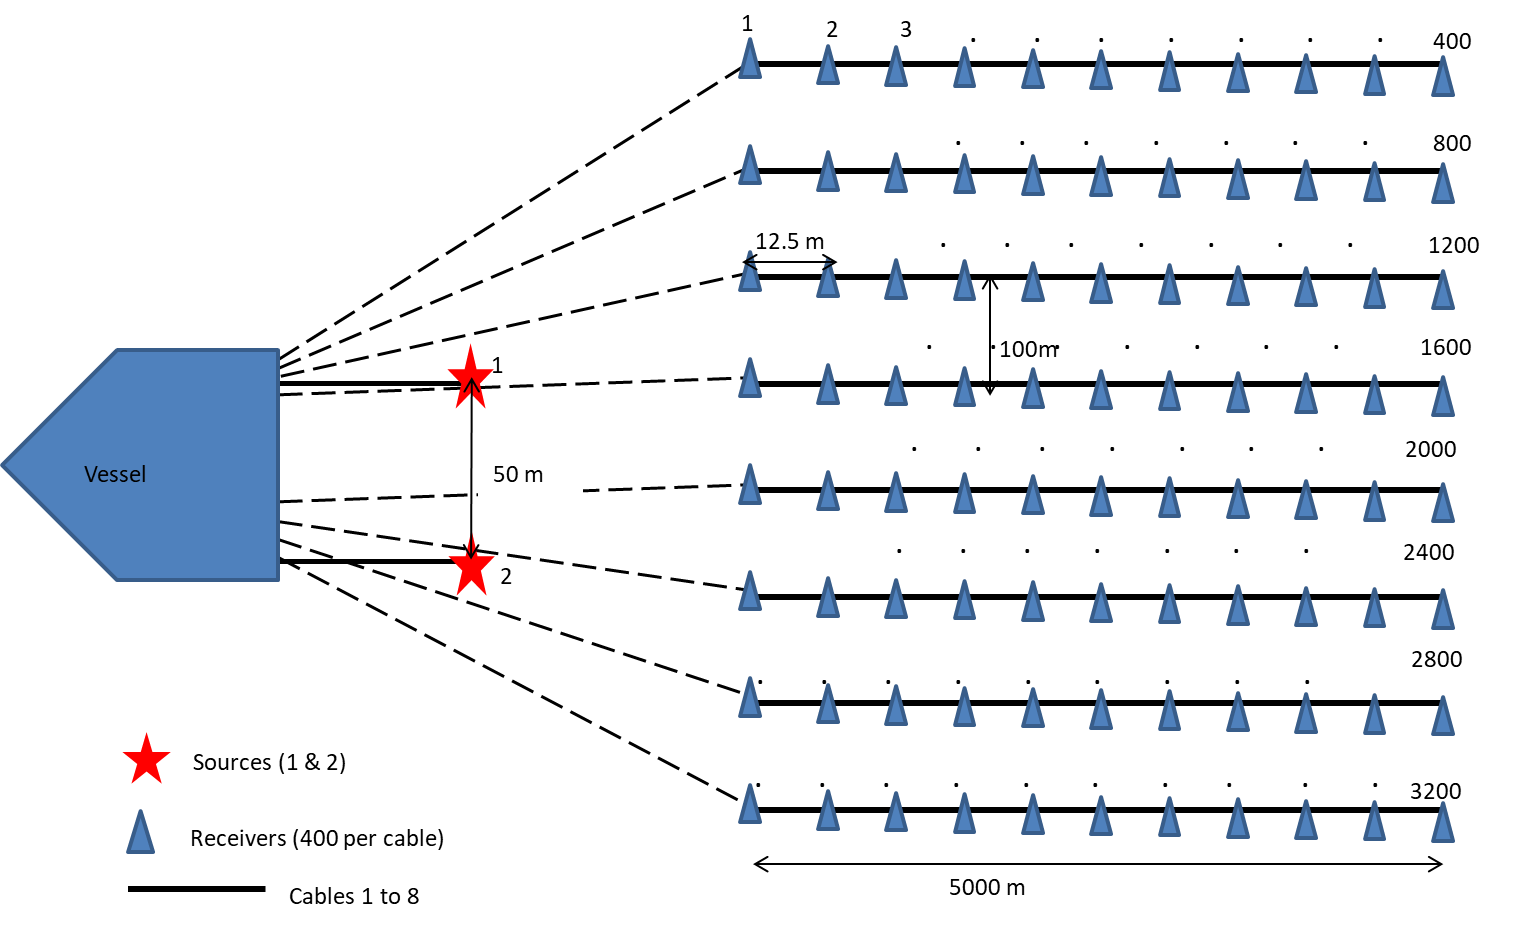 1
2
3
400
800
12.5 m
1200
100m
1600
1
2000
Vessel
50 m
2400
2
2800
Sources (1 & 2)
3200
Receivers (400 per cable)
5000 m
Cables 1 to 8